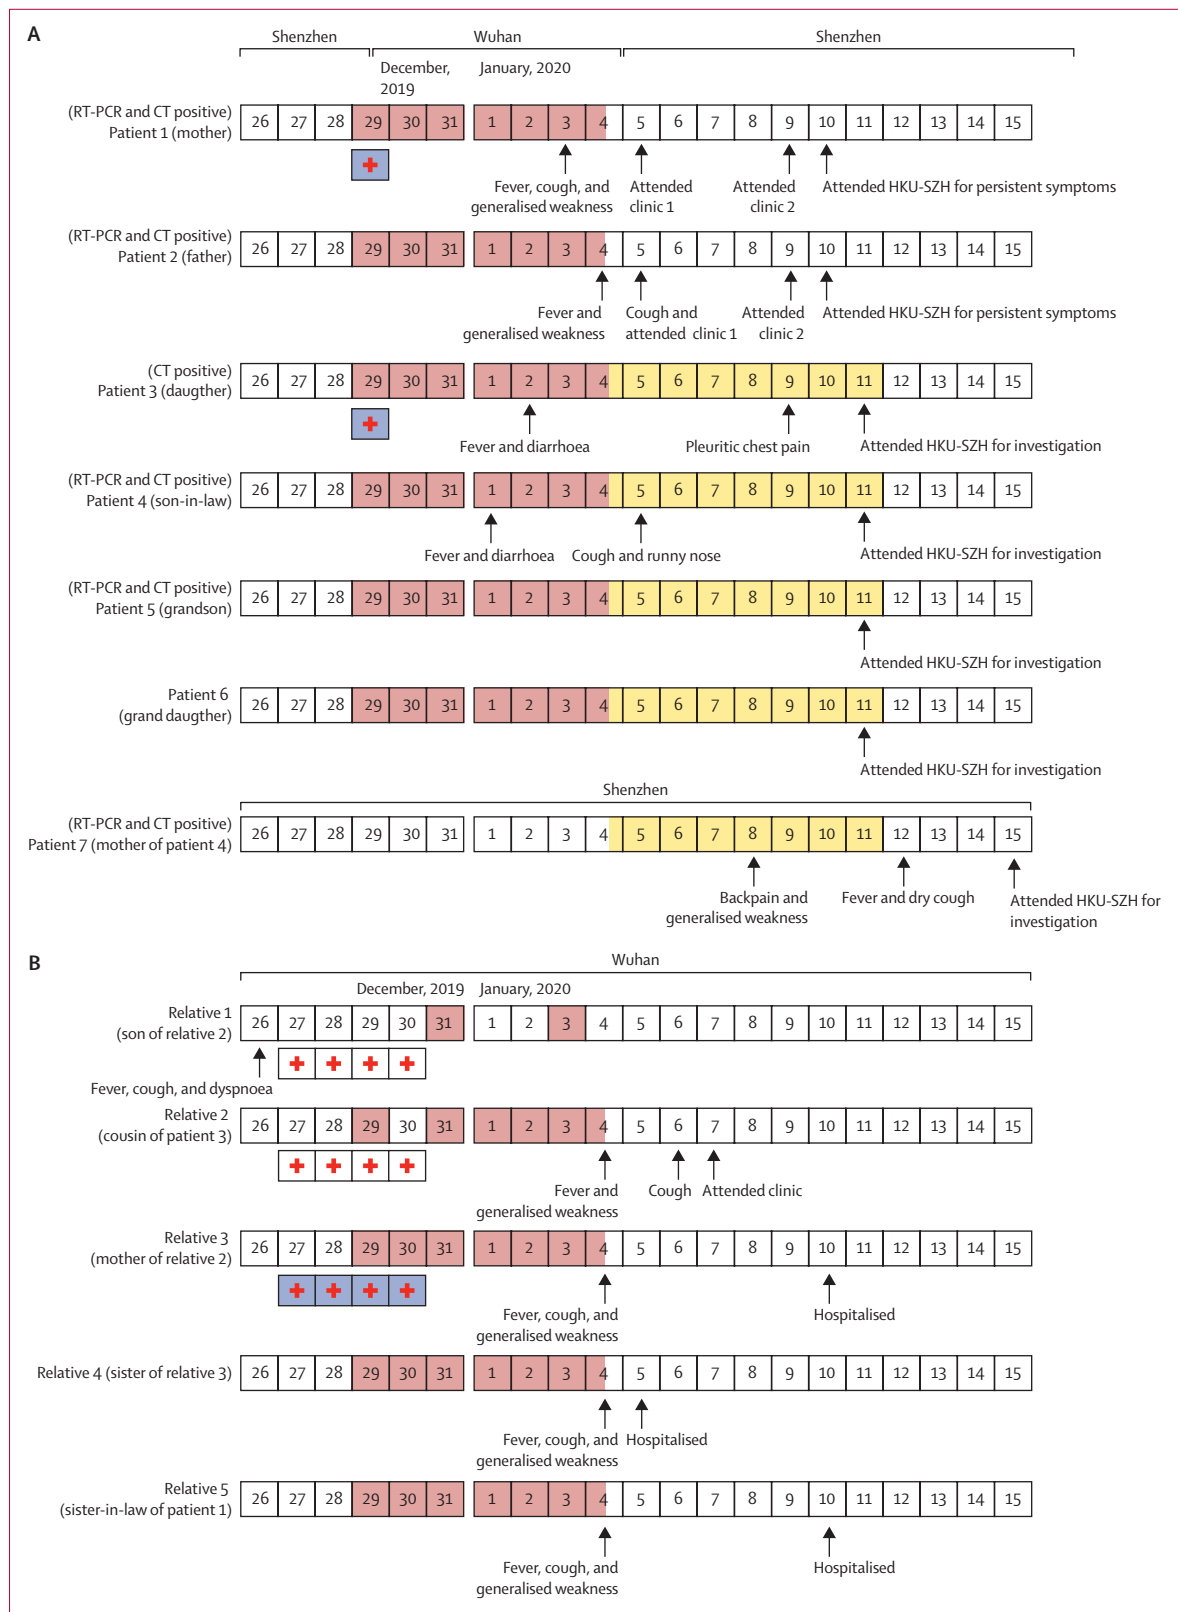 A
Shenzhen Wuhan Shenzhen
December, 2019 January, 2020
(RT-PCR and CT positive)
Patient 1 (mother)
26 27 28 29 30 31 1 2 3 4 5 6 7 8 9 10 11 12 13 14 15
Fever, cough, and
generalised weakness
Attended
clinic 1
Attended
clinic 2
Attended HKU-SZH for persistent symptoms
(RT-PCR and CT positive)
Patient 2 (father)
26 27 28 29 30 31 1 2 3 4 5 6 7 8 9 10 11 12 13 14 15
Fever and
generalised weakness
Cough and
attended clinic 1
Attended
clinic 2
Attended HKU-SZH for persistent symptoms
(CT positive)
Patient 3 (daugther)
26 27 28 29 30 31 1 2 3 4 5 6 7 8 9 10 11 12 13 14 15
Fever and diarrhoea
Pleuritic chest pain
Attended HKU-SZH for investigation
(RT-PCR and CT positive)
Patient 4 (son-in-law)
26 27 28 29 30 31 1 2 3 4 5 6 7 8 9 10 11 12 13 14 15
Fever and diarrhoea
Cough and runny nose
Attended HKU-SZH for investigation
(RT-PCR and CT positive)
Patient 5 (grandson)
26 27 28 29 30 31 1 2 3 4 5 6 7 8 9 10 11 12 13 14 15
Attended HKU-SZH for investigation
Patient 6
(grand daugther)
26 27 28 29 30 31 1 2 3 4 5 6 7 8 9 10 11 12 13 14 15
Attended HKU-SZH for investigation
Shenzhen
(RT-PCR and CT positive)
Patient 7 (mother of patient 4)
26 27 28 29 30 31 1 2 3 4 5 6 7 8 9 10 11 12 13 14 15
Backpain and
generalised weakness
Fever and dry cough
Attended HKU-SZH for
investigation
B
Wuhan
December, 2019 January, 2020
Relative 1
(son of relative 2)
26 27 28 29 30 31 1 2 3 4 5 6 7 8 9 10 11 12 13 14 15
Fever, cough, and dyspnoea
Relative 2
(cousin of patient 3)
26 27 28 29 30 31 1 2 3 4 5 6 7 8 9 10 11 12 13 14 15
Fever and
generalised weakness
Cough
Attended clinic
Relative 3
(mother of relative 2)
26 27 28 29 30 31 1 2 3 4 5 6 7 8 9 10 11 12 13 14 15
Fever, cough, and
generalised weakness
Hospitalised
Relative 4 (sister of relative 3)
26 27 28 29 30 31 1 2 3 4 5 6 7 8 9 10 11 12 13 14 15
Fever, cough, and
generalised weakness
Hospitalised
Relative 5
(sister-in-law of patient 1)
26 27 28 29 30 31 1 2 3 4 5 6 7 8 9 10 11 12 13 14 15
Fever, cough, and
generalised weakness
Hospitalised